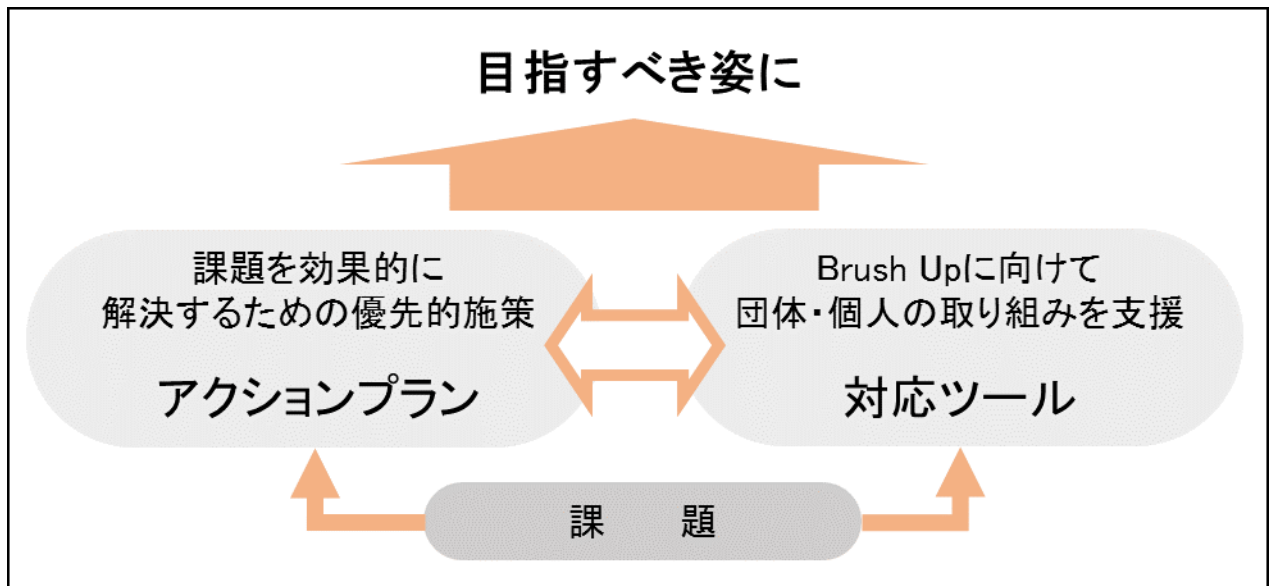 目指すべき姿に
課題を効果的に
解決するための優先的施策
アクションプラン
Brush Upに向けて
団体・個人の取り組みを支援
対応ツール
課　　題